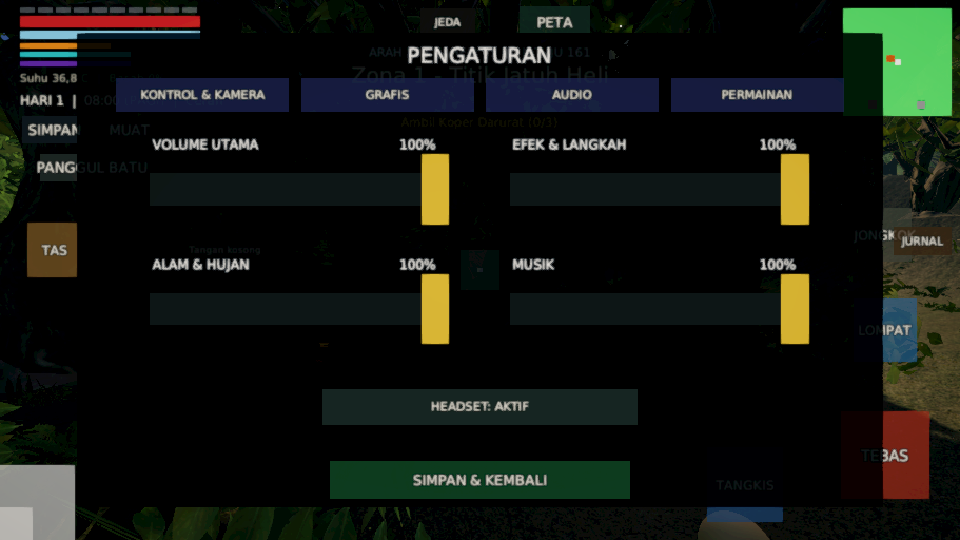 JEDA
PETA
PENGATURAN
Suhu 36,8
Zona 1 - Titik Jatuh Heli
KONTROL & KAMERA
GRAFIS
AUDIO
PERMAINAN
HARI 1 | 08:00
Ambil Koper Darurat (0/3)
SIMPAN
MUAT
VOLUME UTAMA
100%
EFEK & LANGKAH
100%
PANGGUL BATU
TAS
Tangan kosong
JONGKOK
JURNAL
ALAM & HUJAN
100%
MUSIK
100%
LOMPAT
HEADSET: AKTIF
TEBAS
SIMPAN & KEMBALI
TANGKIS